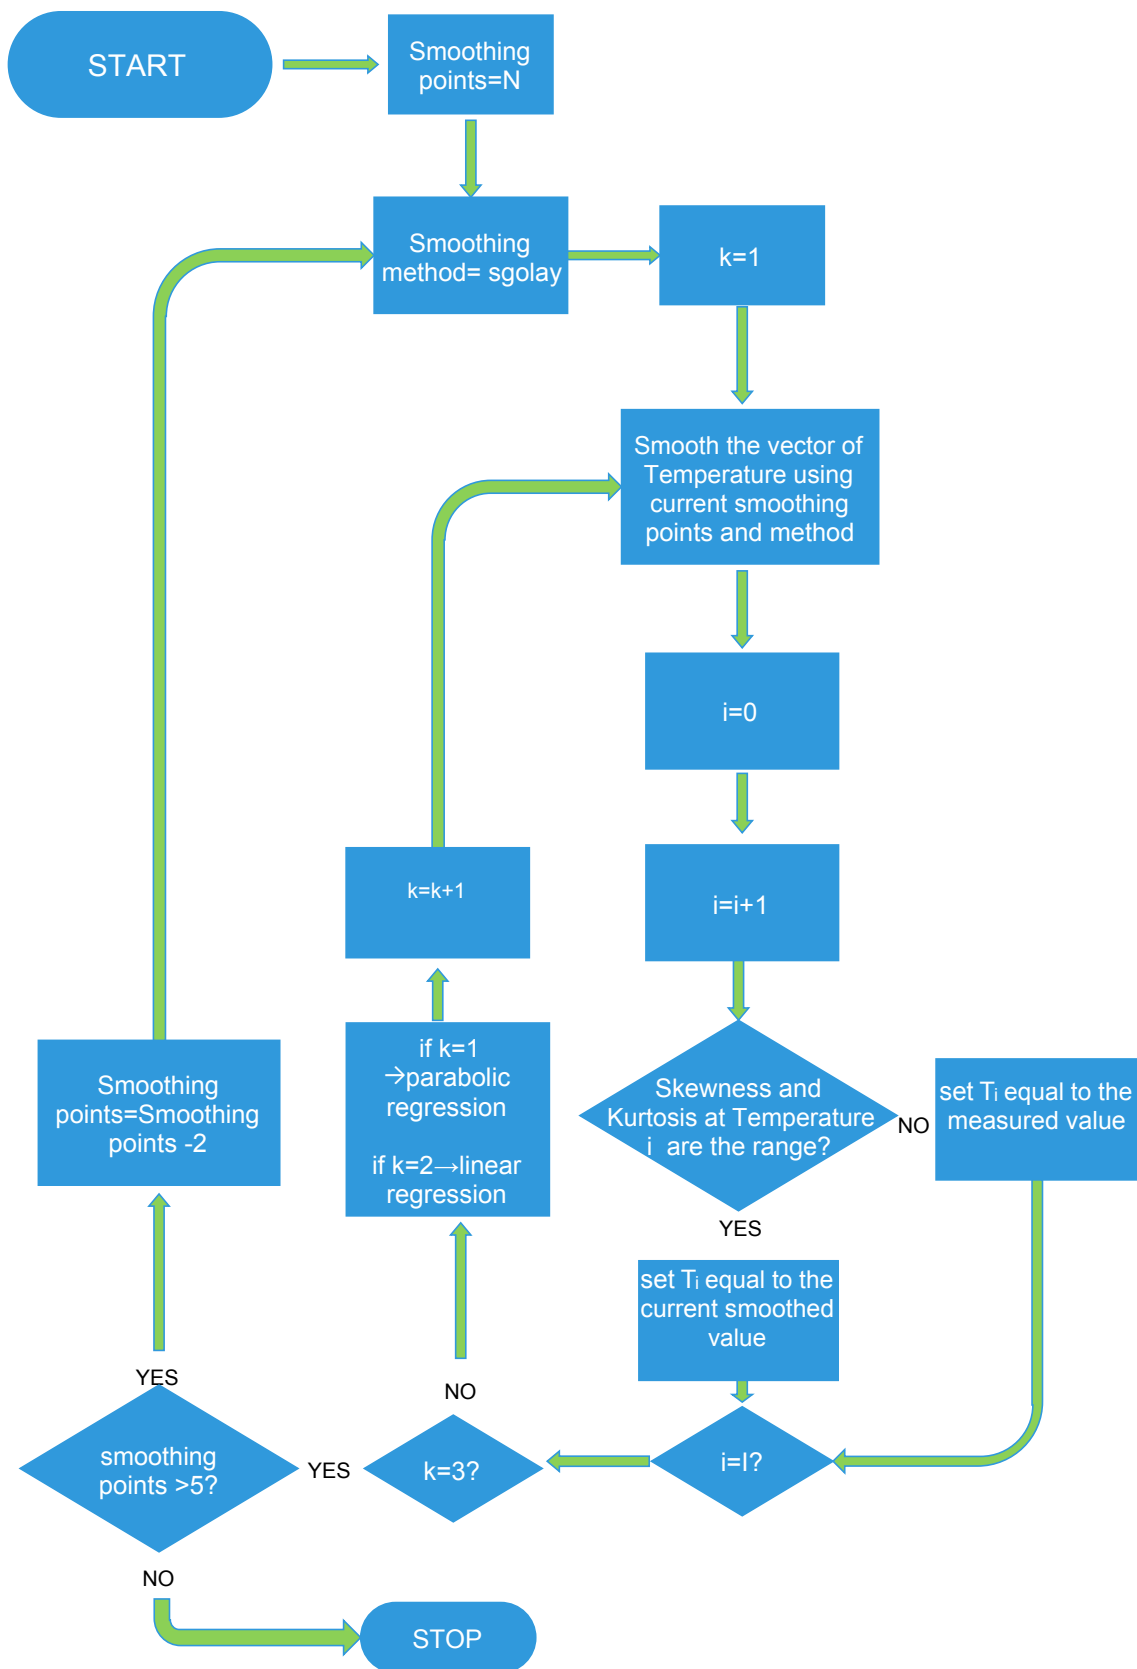 START
Smoothing
points=N
Smoothing
method= sgolay
k=1
Smooth the vector of
Temperature using
current smoothing
points and method
i=0
k=k+1
i=i+1
if k=1
→parabolic
regression
if k=2→linear
regression
Smoothing
points=Smoothing
points -2
Skewness and
Kurtosis at Temperature
i  are the range?
NO
set Ti equal to the
measured value
YES
set Ti equal to the
current smoothed
value
YES
NO
smoothing
points >5?
YES
k=3?
i=I?
NO
STOP